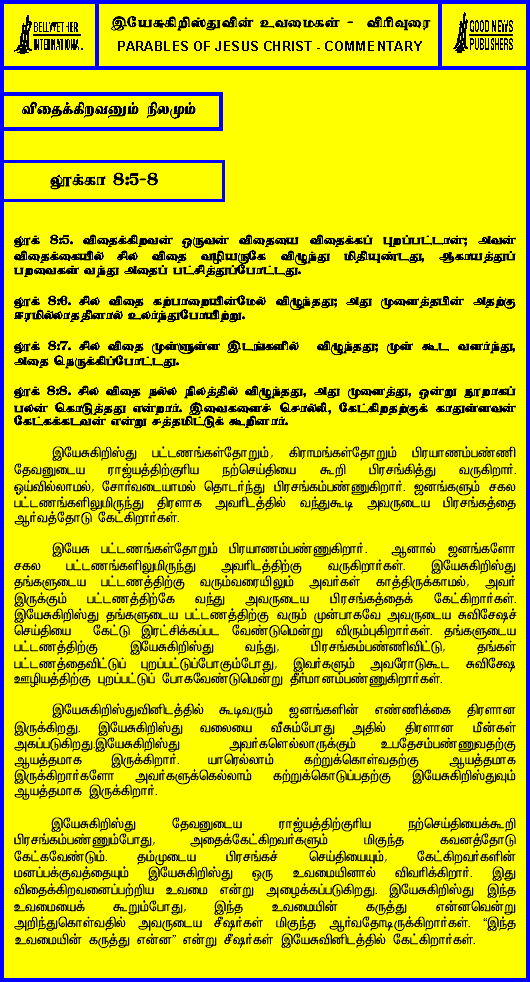 BELLWETHER
INTERNATIONAL
இயேசுகிறிஸ்துவின் உவமைகள் - விரிவுரை
PARABLES OF JESUS CHRIST - COMMENTARY
GOOD NEWS
PUBLISHERS
விதைக்கிறவனும் நிலமும்
லூக்கா 8:5-8
லூக் 8:5. விதைக்கிறவன் ஒருவன் விதையை விதைக்கப் புறப்பட்டான்; அவன்
விதைக்கையில் சில விதை வழியருகே விழுந்து மிதியுண்டது, ஆகாயத்துப்
பறவைகள் வந்து அதைப் பட்சித்துப்போட்டது.
லூக் 8:6. சில விதை கற்பாறையின்மேல் விழுந்தது; அது முளைத்தபின் அதற்கு
ஈரமில்லாததினால் உலர்ந்துபோயிற்று.
லூக் 8:7. சில விதை முள்ளுள்ள இடங்களில் விழுந்தது; முள் கூட வளர்ந்து,
அதை நெருக்கிப்போட்டது.
லூக் 8:8. சில விதை நல்ல நிலத்தில் விழுந்தது, அது முளைத்து, ஒன்று நூறாகப்
பலன் கொடுத்தது என்றார். இவைகளைச் சொல்லி, கேட்கிறதற்குக் காதுள்ளவன்
கேட்கக்கடவன் என்று சத்தமிட்டுக் கூறினார்.
இயேசுகிறிஸ்து பட்டணங்கள்தோறும், கிராமங்கள்தோறும் பிரயாணம்பண்ணி
தேவனுடைய ராஜ்யத்திற்குரிய நற்செய்தியை கூறி பிரசங்கித்து வருகிறார்.
ஓய்வில்லாமல், சோர்வடையாமல் தொடர்ந்து பிரசங்கம்பண்ணுகிறார். ஜனங்களும் சகல
பட்டணங்களிலுமிருந்து திரளாக அவரிடத்தில் வந்துகூடி அவருடைய பிரசங்கத்தை
ஆர்வத்தோடு கேட்கிறார்கள்.
இயேசு பட்டணங்கள்தோறும் பிரயாணம்பண்ணுகிறார். ஆனால் ஜனங்களோ
சகல பட்டணங்களிலுமிருந்து அவரிடத்திற்கு வருகிறார்கள். இயேசுகிறிஸ்து
தங்களுடைய பட்டணத்திற்கு வரும்வரையிலும் அவர்கள் காத்திருக்காமல், அவர்
இருக்கும் பட்டணத்திற்கே வந்து அவருடைய பிரசங்கத்தைக் கேட்கிறார்கள்.
இயேசுகிறிஸ்து தங்களுடைய பட்டணத்திற்கு வரும் முன்பாகவே அவருடைய சுவிசேஷச்
செய்தியை கேட்டு இரட்சிக்கப்பட வேண்டுமென்று விரும்புகிறார்கள். தங்களுடைய
பட்டணத்திற்கு இயேசுகிறிஸ்து வந்து, பிரசங்கம்பண்ணிவிட்டு, தங்கள்
பட்டணத்தைவிட்டுப் புறப்பட்டுப்போகும்போது, இவர்களும் அவரோடுகூட சுவிசேஷ
ஊழியத்திற்கு புறப்பட்டுப் போகவேண்டுமென்று தீர்மானம்பண்ணுகிறார்கள்.
இயேசுகிறிஸ்துவினிடத்தில் கூடிவரும் ஜனங்களின் எண்ணிக்கை திரளான
இருக்கிறது. இயேசுகிறிஸ்து வலையை வீசும்போது அதில் திரளான மீன்கள்
அகப்படுகிறது.இயேசுகிறிஸ்து அவர்களெல்லாருக்கும் உபதேசம்பண்ணுவதற்கு
ஆயத்தமாக இருக்கிறார். யாரெல்லாம் கற்றுக்கொள்வதற்கு ஆயத்தமாக
இருக்கிறார்களோ அவர்களுக்கெல்லாம் கற்றுக்கொடுப்பதற்கு இயேசுகிறிஸ்துவும்
ஆயத்தமாக இருக்கிறார்.
இயேசுகிறிஸ்து தேவனுடைய ராஜ்யத்திற்குரிய நற்செய்தியைக்கூறி
பிரசங்கம்பண்ணும்போது, அதைக்கேட்கிறவர்களும் மிகுந்த கவனத்தோடு
கேட்கவேண்டும். தம்முடைய பிரசங்கச் செய்தியையும், கேட்கிறவர்களின்
மனப்பக்குவத்தையும் இயேசுகிறிஸ்து ஒரு உவமையினால் விவரிக்கிறார். இது
விதைக்கிறவனைப்பற்றிய உவமை என்று அழைக்கப்படுகிறது. இயேசுகிறிஸ்து இந்த
உவமையைக் கூறும்போது, இந்த உவமையின் கருத்து என்னவென்று
அறிந்துகொள்வதில் அவருடைய சீஷர்கள் மிகுந்த ஆர்வதோடிருக்கிறார்கள். “இந்த
உவமையின் கருத்து என்ன” என்று சீஷர்கள் இயேசுவினிடத்தில் கேட்கிறார்கள்.